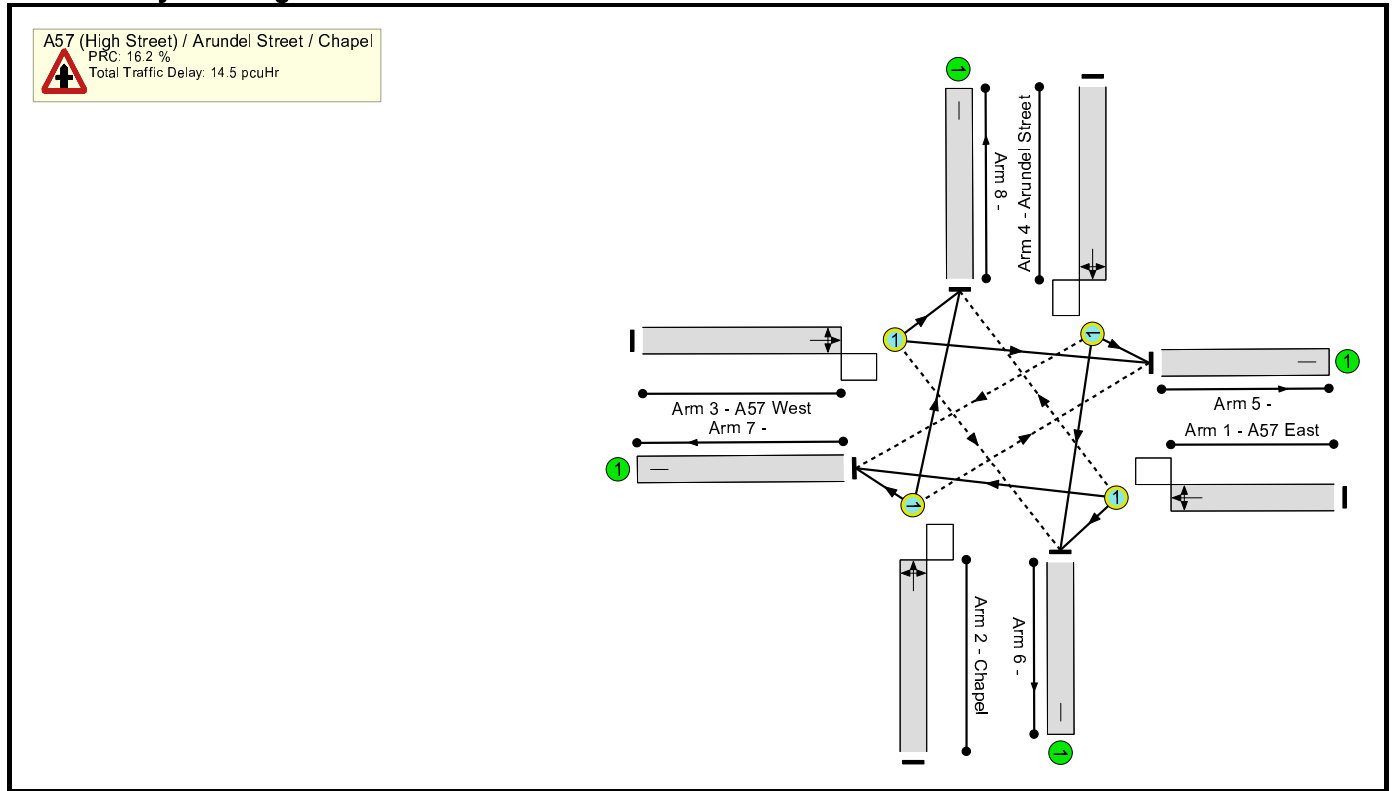 A57 (High Street) / Arundel Street / Chapel
PRC: 16.2 %
Total Traffic Delay: 14.5 pcuHr
1
Arm 8 -
Arm 4 - Arundel Street
1
1
1
Arm 5 -
Arm 3 - A57 West
Arm 7 -
Arm 1 - A57 East
1
1
1
Arm 2 - Chapel
Arm 6 -
1